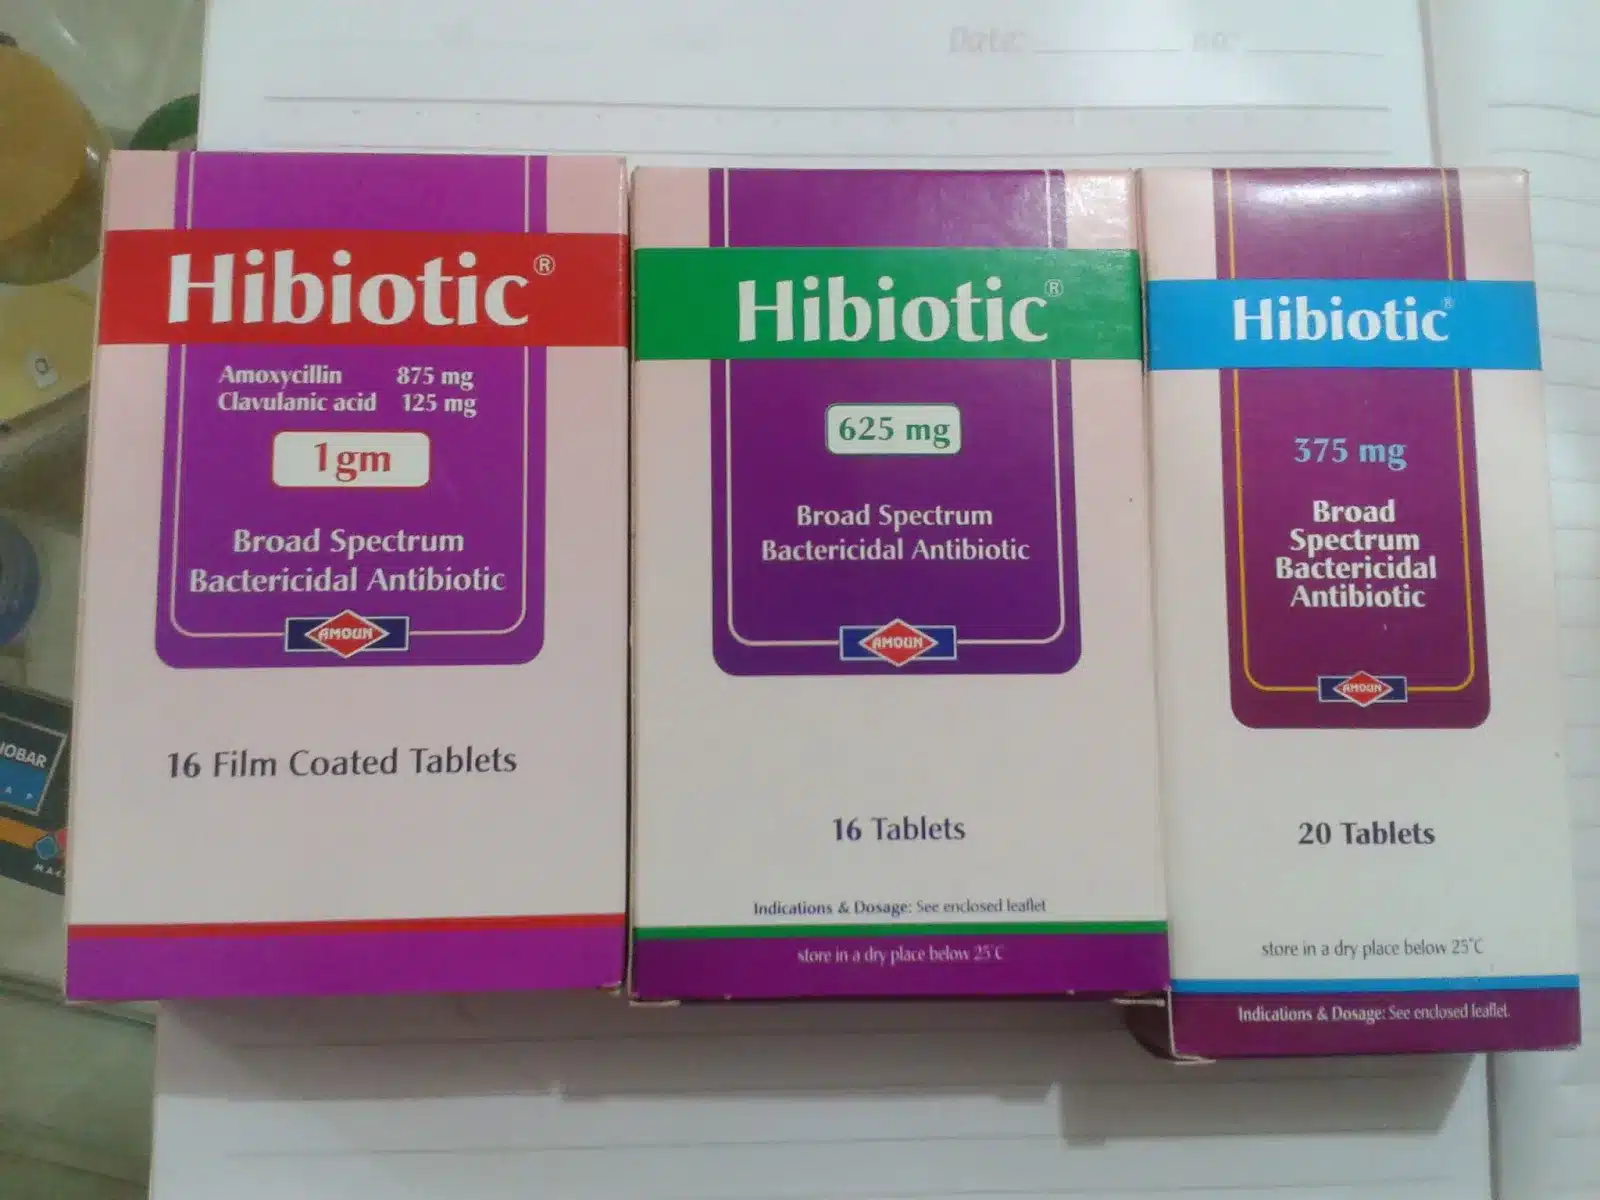 Date: no:
Hibiotic®
Amoxycillin 875 mg
Clavulanic acid 125 mg
1gm
Broad Spectrum
Bactericidal Antibiotic
AMOUN
16 Film Coated Tablets
Hibiotic®
625 mg
Broad Spectrum
Bactericidal Antibiotic
AMOUN
16 Tablets
Indications & Dosage: See enclosed leaflet
store in a dry place below 25°C
Hibiotic®
375 mg
Broad
Spectrum
Bactericidal
Antibiotic
AMOUN
20 Tablets
store in a dry place below 25°C
Indications & Dosage: See enclosed leaflet.